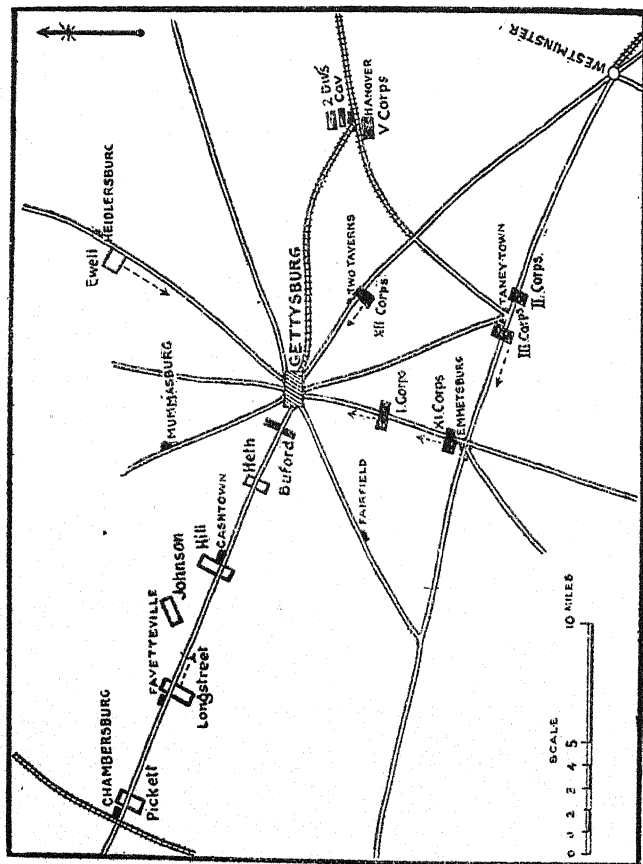 CHAMBERSBURG
Pickett
FAYETTEVILLE
Johnson
Longstreet
Hill
CASHTOWN
Heth
Buford
MUMMASBURG
Ewell
HEIDLERSBURG
GETTYSBURG
2 Divs
Cav
HANOVER
V Corps
TWO TAVERNS
XII Corps
I. Corps
XI. Corps
EMMETSBURG
FAIRFIELD
TANEY-TOWN
III. Corps
II. Corps.
WESTMINSTER
SCALE
0 1 2 3 4 5 10 MILES